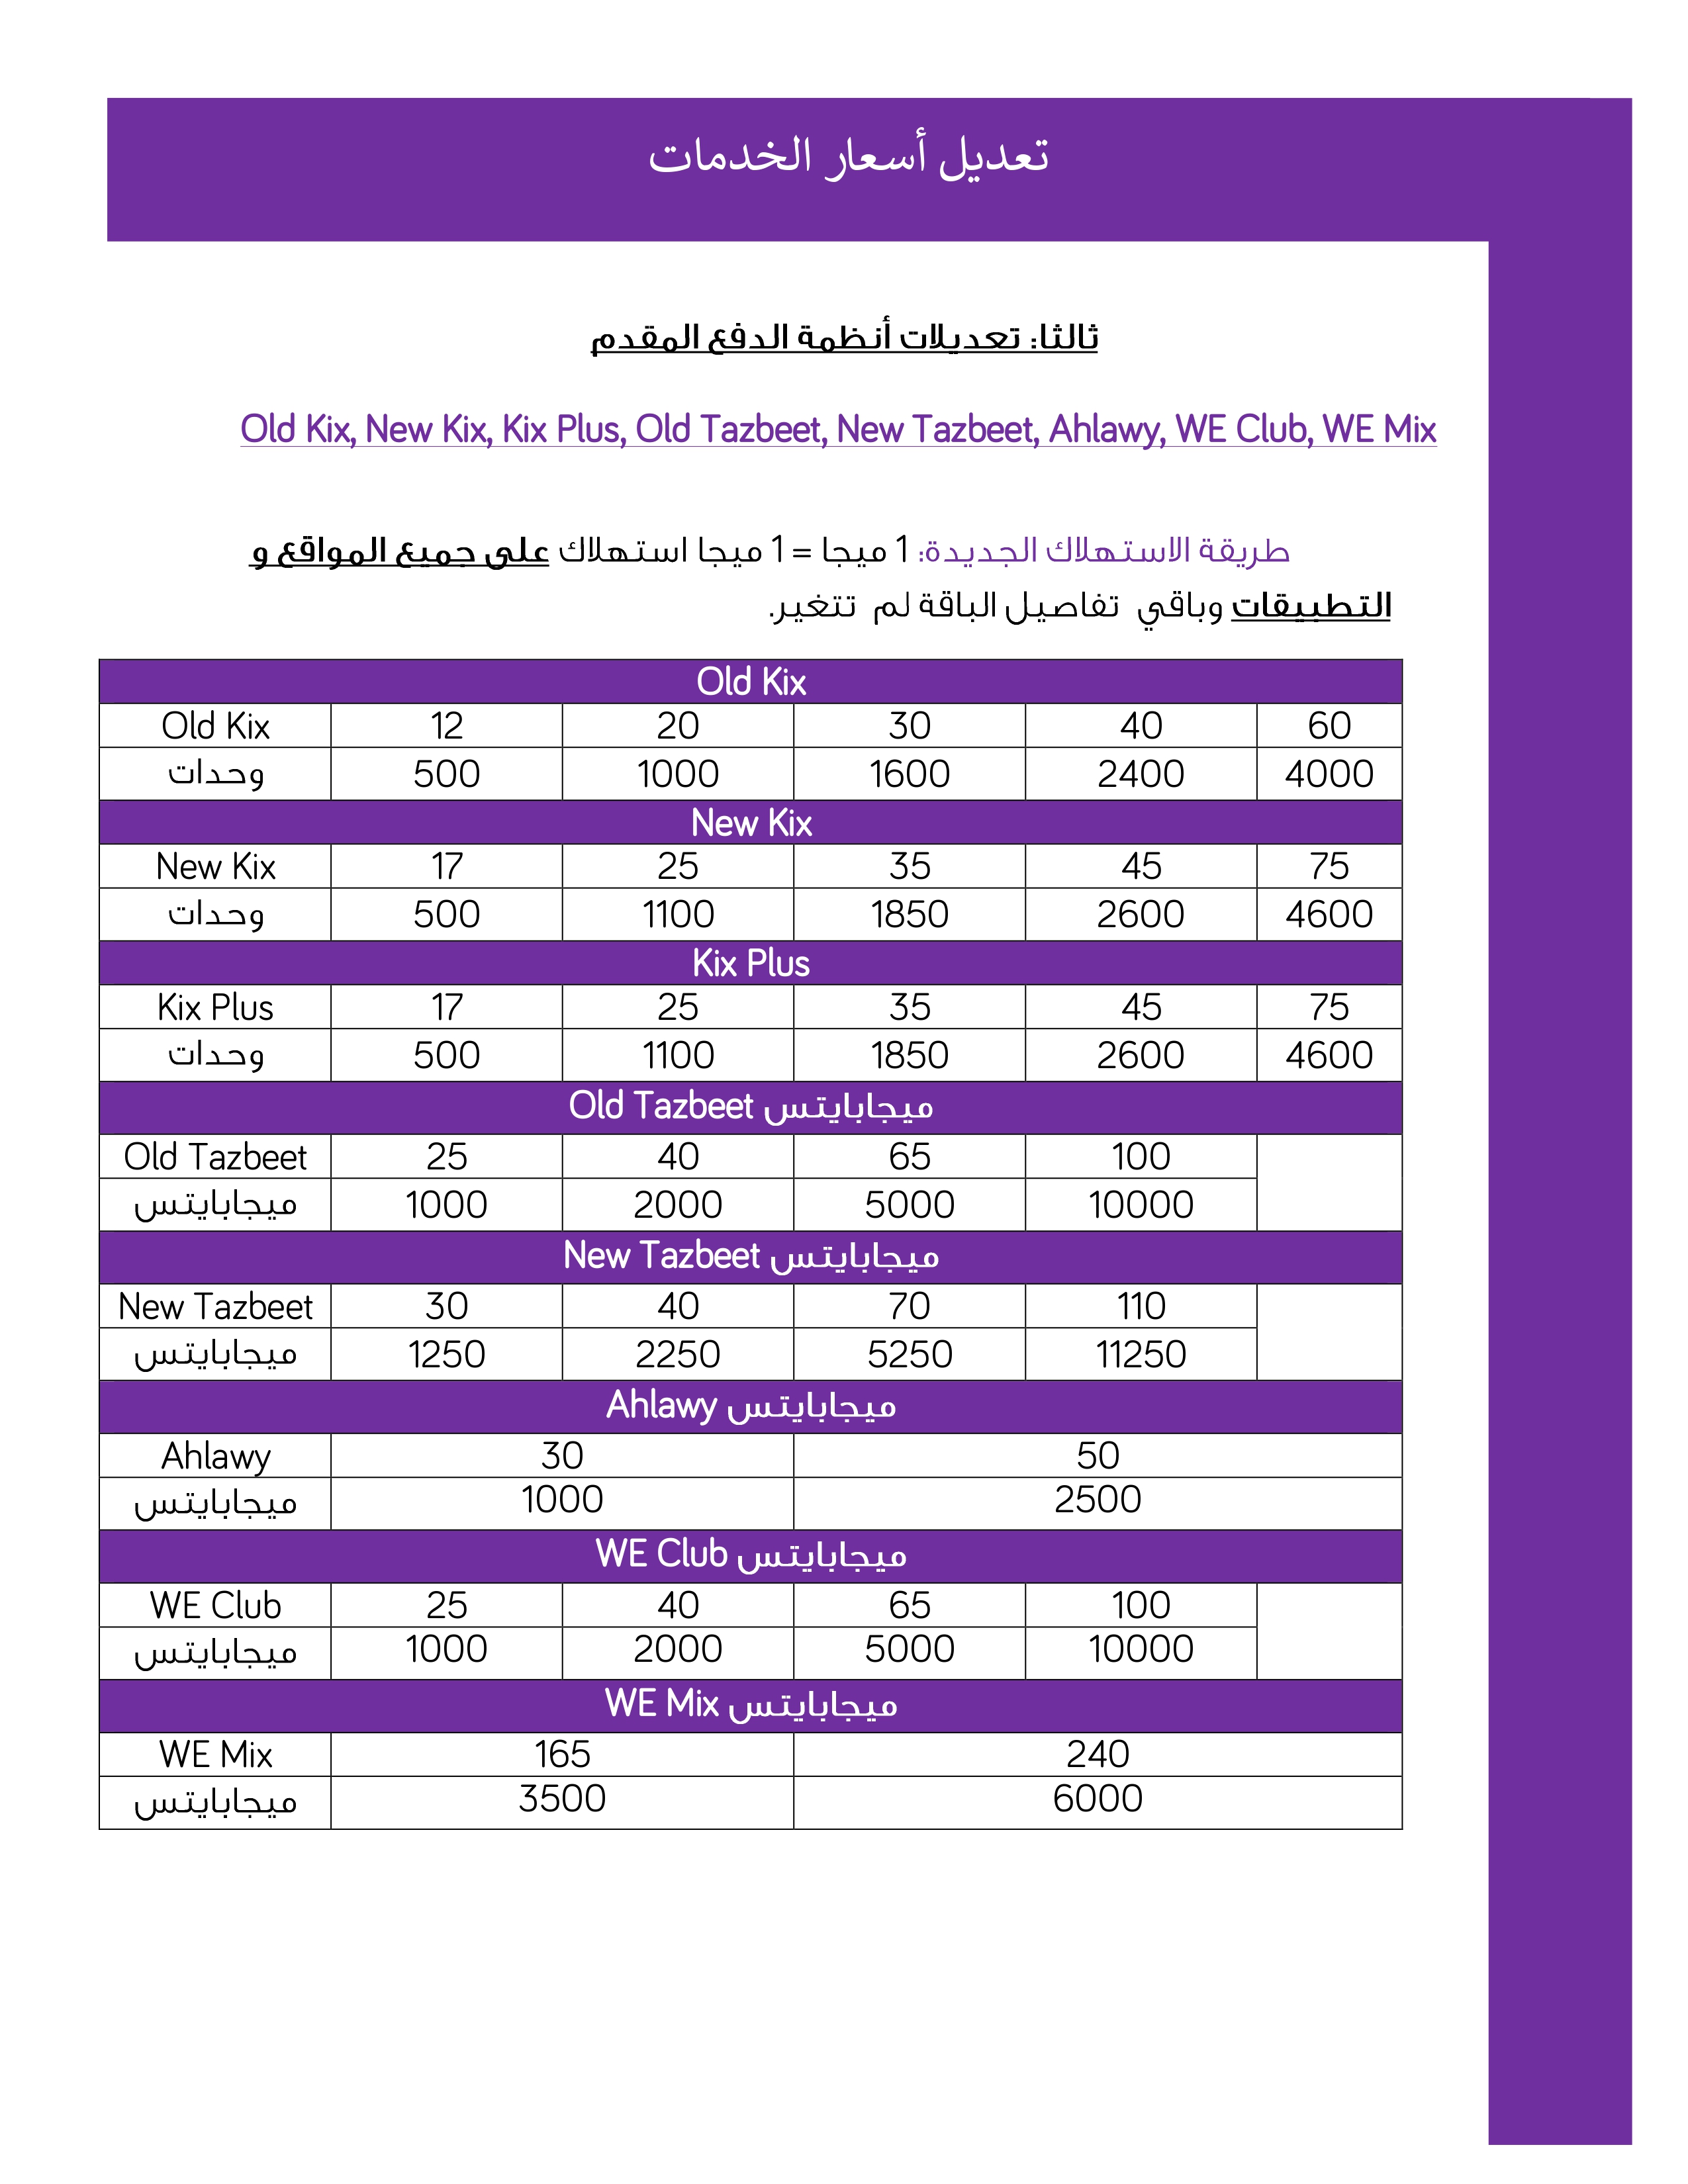 تعديل أسعار الخدمات
ثالثا: تعديلات أنظمة الدفع المقدم
Old Kix, New Kix, Kix Plus, Old Tazbeet, New Tazbeet, Ahlawy, WE Club, WE Mix
طريقة الاستهلاك الجديدة: 1 ميجا = 1 ميجا استهلاك على جميع المواقع و
التطبيقات وباقي تفاصيل الباقة لم تتغير.
Old Kix
Old Kix 12 20 30 40 60
وحدات 500 1000 1600 2400 4000
New Kix
New Kix 17 25 35 45 75
وحدات 500 1100 1850 2600 4600
Kix Plus
Kix Plus 17 25 35 45 75
وحدات 500 1100 1850 2600 4600
Old Tazbeet ميجابايتس
Old Tazbeet 25 40 65 100
ميجابايتس 1000 2000 5000 10000
New Tazbeet ميجابايتس
New Tazbeet 30 40 70 110
ميجابايتس 1250 2250 5250 11250
Ahlawy ميجابايتس
Ahlawy 30 50
ميجابايتس 1000 2500
WE Club ميجابايتس
WE Club 25 40 65 100
ميجابايتس 1000 2000 5000 10000
WE Mix ميجابايتس
WE Mix 165 240
ميجابايتس 3500 6000